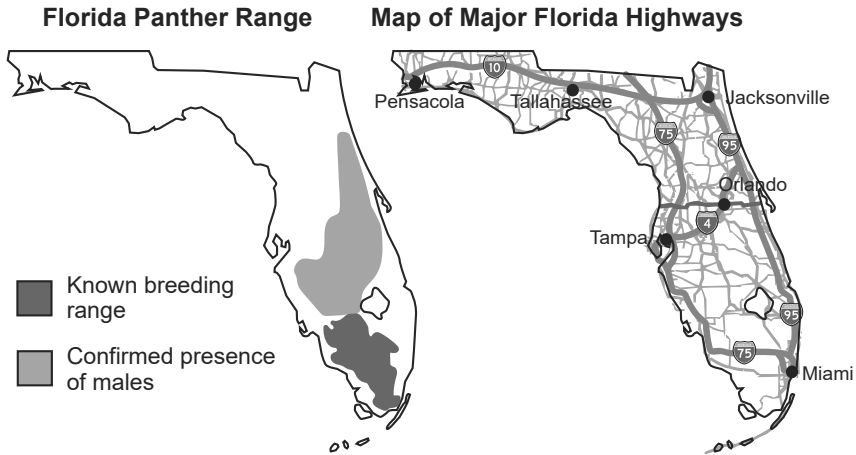 Florida Panther Range
Map of Major Florida Highways
10
Pensacola
Tallahassee
Jacksonville
75
95
Orlando
4
Tampa
Known breeding
range
Confirmed presence
of males
95
75
Miami